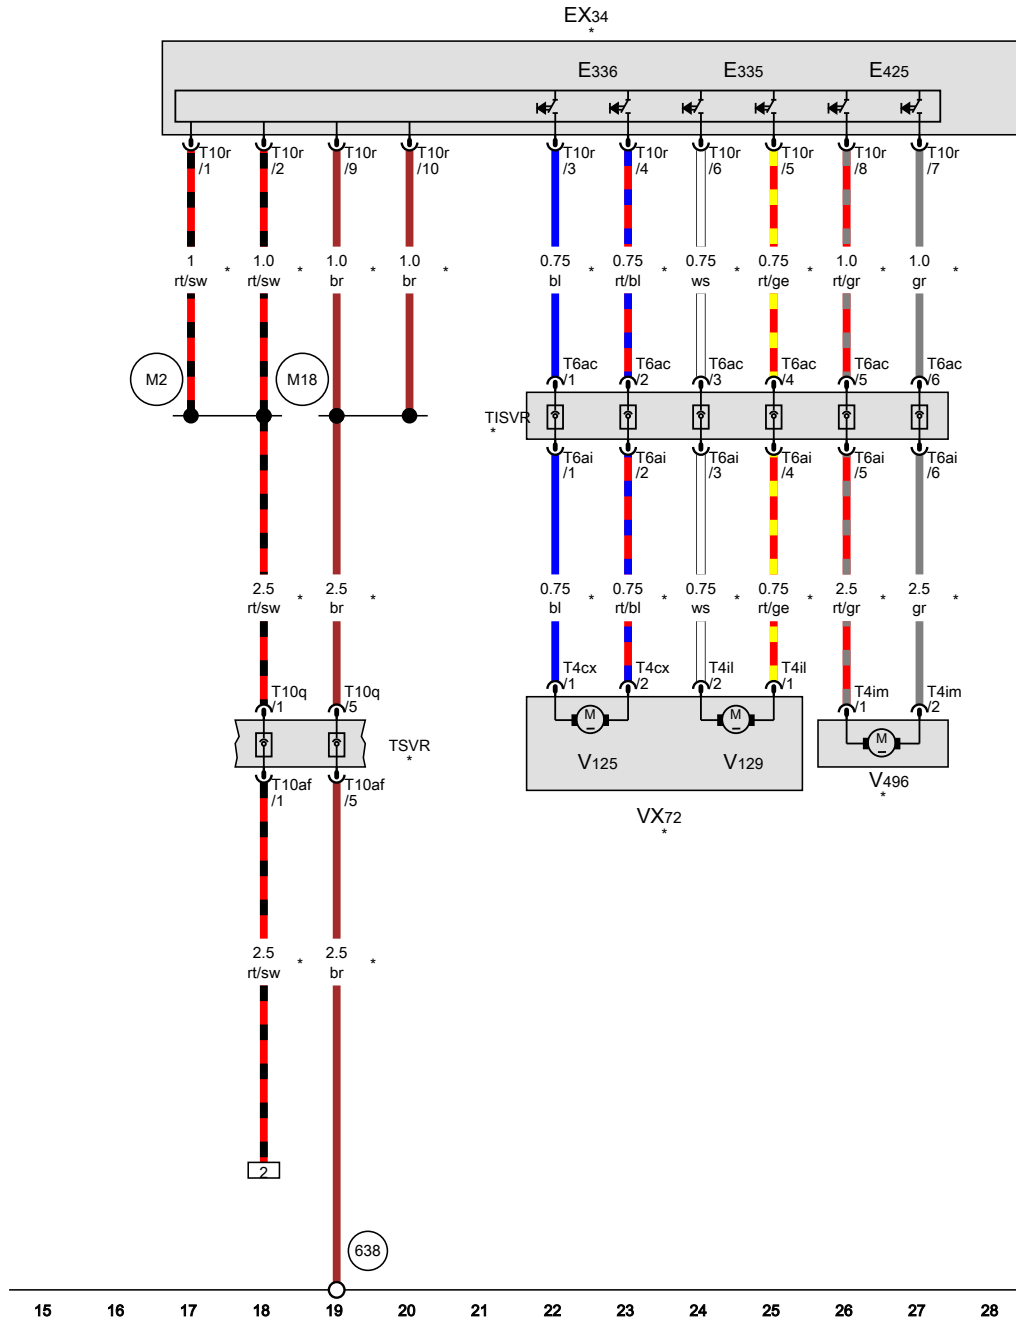 EX34
*
E336 E335 E425
T10r T10r T10r T10r T10r T10r T10r T10r T10r T10r
/1 /2 /9 /10 /3 /4 /6 /5 /8 /7
1 1.0 1.0 1.0 0.75 0.75 0.75 0.75 1.0 1.0
* * * * * * * * * *
rt/sw rt/sw br br bl rt/bl ws rt/ge rt/gr gr
T6ac T6ac T6ac T6ac T6ac T6ac
/1 /2 /3 /4 /5 /6
M2 M18
TISVR
*
T6ai T6ai T6ai T6ai T6ai T6ai
/1 /2 /3 /4 /5 /6
2.5 2.5 0.75 0.75 0.75 0.75 2.5 2.5
* * * * * * * *
rt/sw br bl rt/bl ws rt/ge rt/gr gr
T4cx T4cx T4il T4il
/1 /2 /2 /1
T10q T10q T4im T4im
/1 /5 /1 /2
M M M
TSVR
*
V125 V129 V496
*
T10af T10af
/1 /5
VX72
*
2.5 2.5
* *
rt/sw br
2
638
15 16 17 18 19 20 21 22 23 24 25 26 27 28